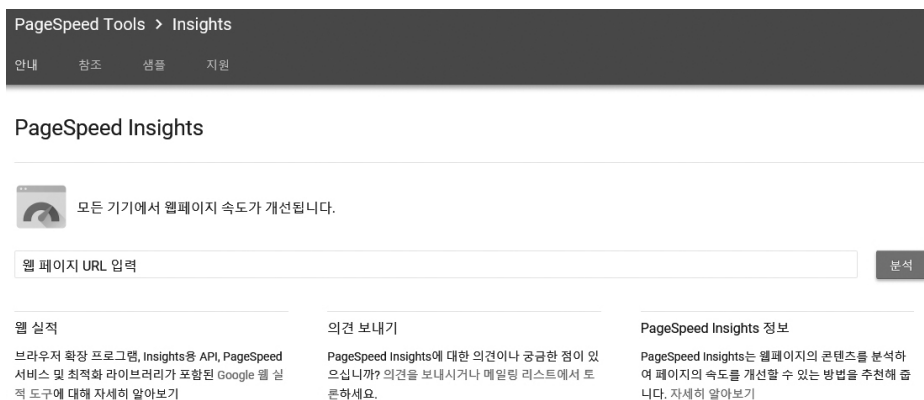 PageSpeed Tools > Insights
안내 참조 샘플 지원
PageSpeed Insights
모든 기기에서 웹페이지 속도가 개선됩니다.
웹 페이지 URL 입력
분석
웹 실적
브라우저 확장 프로그램, Insights용 API, PageSpeed
서비스 및 최적화 라이브러리가 포함된 Google 웹 실
적 도구에 대해 자세히 알아보기
의견 보내기
PageSpeed Insights에 대한 의견이나 궁금한 점이 있
으십니까? 의견을 보내시거나 메일링 리스트에서 토
론하세요.
PageSpeed Insights 정보
PageSpeed Insights는 웹페이지의 콘텐츠를 분석하
여 페이지의 속도를 개선할 수 있는 방법을 추천해 줍
니다. 자세히 알아보기